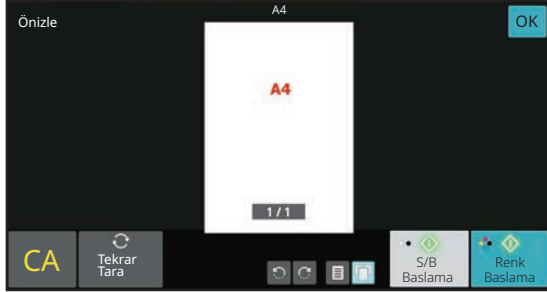 A4
Önizle
OK
A4
1 / 1
CA
Tekrar
Tara
S/B
Baslama
Renk
Baslama